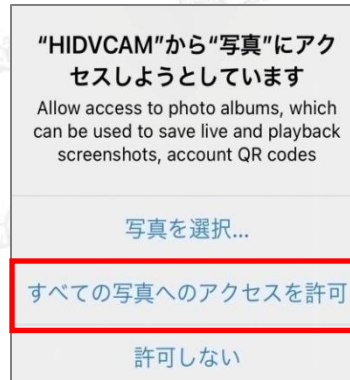 “HIDVCAM”から“写真”にアク
セスしようとしています
Allow access to photo albums, which
can be used to save live and playback
screenshots, account QR codes
写真を選択...
すべての写真へのアクセスを許可
許可しない